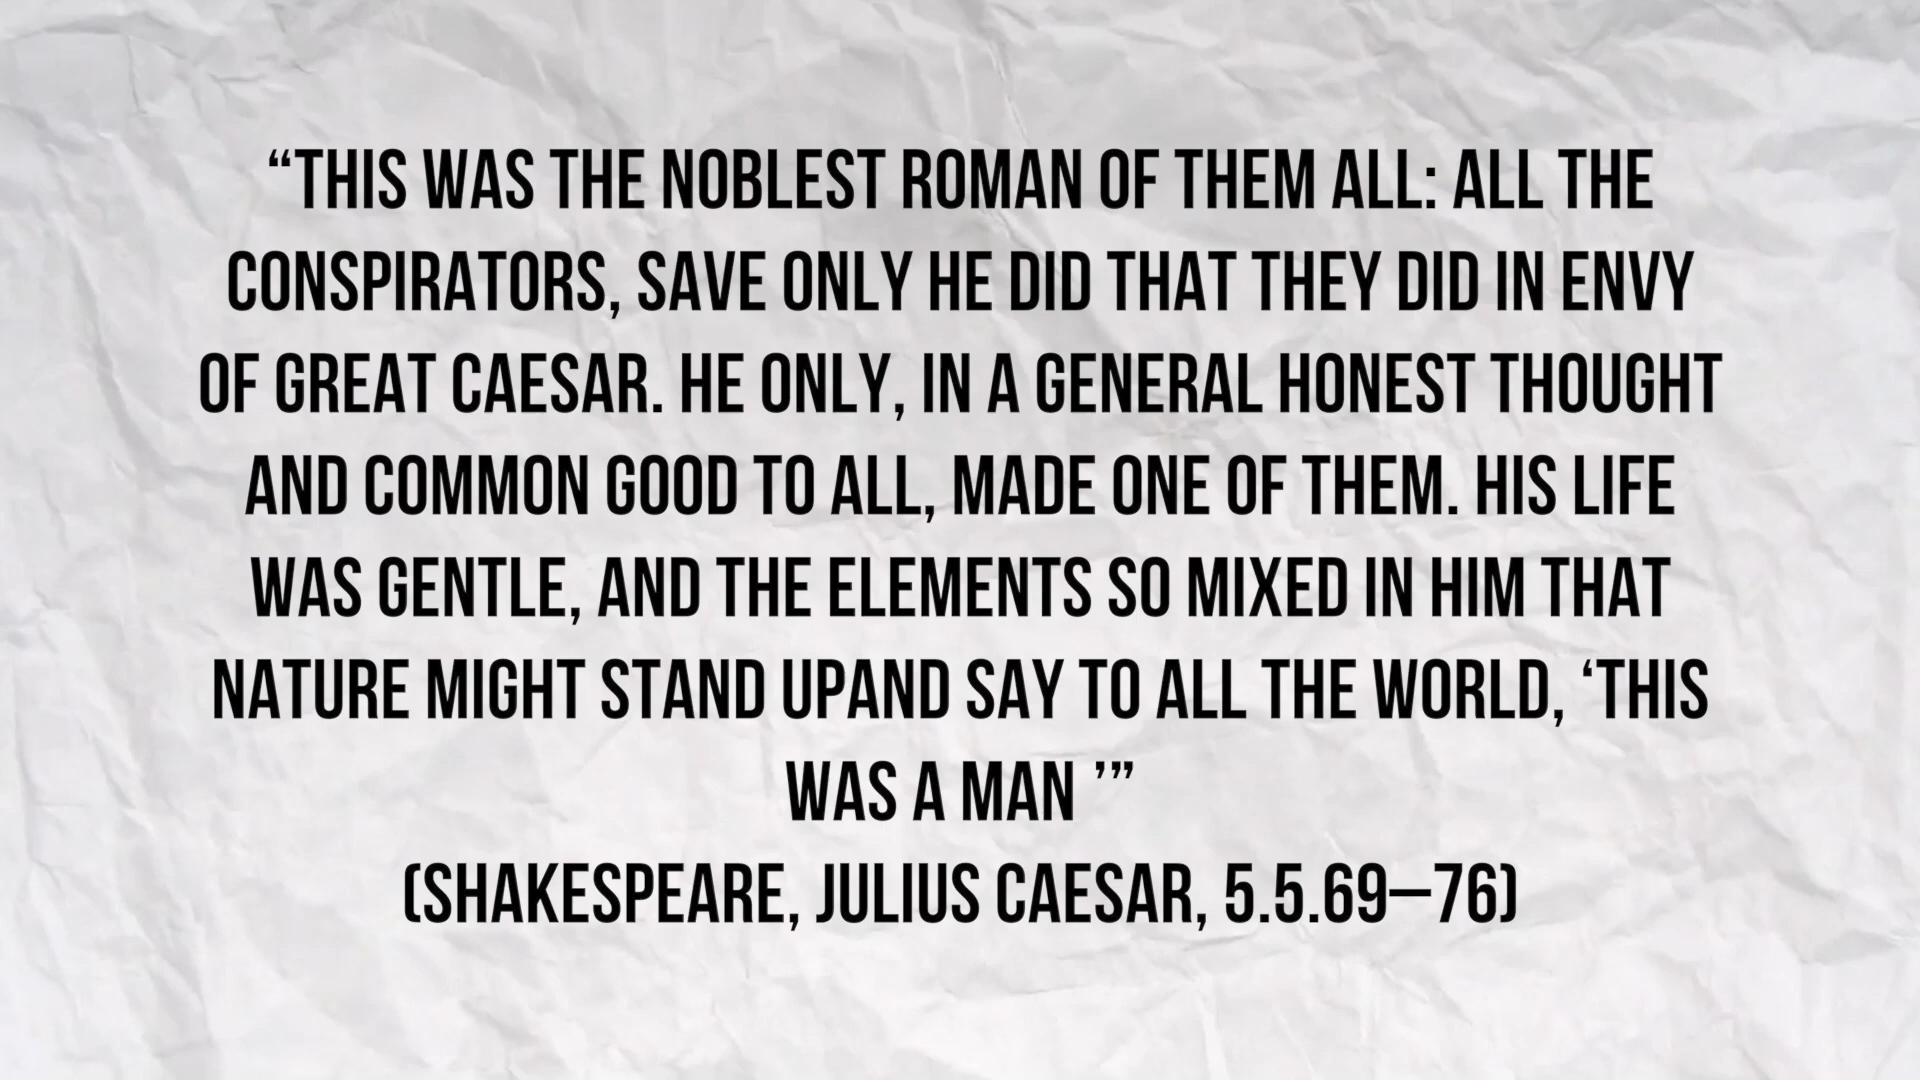 “THIS WAS THE NOBLEST ROMAN OF THEM ALL: ALL THE
CONSPIRATORS, SAVE ONLY HE DID THAT THEY DID IN ENVY
OF GREAT CAESAR. HE ONLY, IN A GENERAL HONEST THOUGHT
AND COMMON GOOD TO ALL, MADE ONE OF THEM. HIS LIFE
WAS GENTLE, AND THE ELEMENTS SO MIXED IN HIM THAT
NATURE MIGHT STAND UPAND SAY TO ALL THE WORLD, ‘THIS
WAS A MAN ’”
(SHAKESPEARE, JULIUS CAESAR, 5.5.69–76)